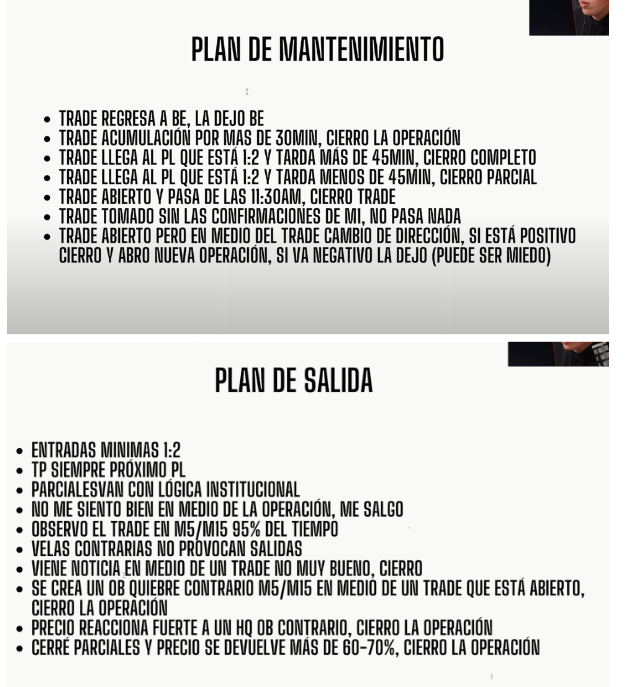 PLAN DE MANTENIMIENTO
• TRADE REGRESA A BE, LA DEJO BE
• TRADE ACUMULACIÓN POR MAS DE 30MIN, CIERRO LA OPERACIÓN
• TRADE LLEGA AL PL QUE ESTÁ 1:2 Y TARDA MÁS DE 45MIN, CIERRO COMPLETO
• TRADE LLEGA AL PL QUE ESTÁ 1:2 Y TARDA MENOS DE 45MIN, CIERRO PARCIAL
• TRADE ABIERTO Y PASA DE LAS 11:30AM, CIERRO TRADE
• TRADE TOMADO SIN LAS CONFIRMACIONES DE M1, NO PASA NADA
• TRADE ABIERTO PERO EN MEDIO DEL TRADE CAMBIO DE DIRECCIÓN, SI ESTÁ POSITIVO
CIERRO Y ABRO NUEVA OPERACIÓN, SI VA NEGATIVO LA DEJO (PUEDE SER MIEDO)
PLAN DE SALIDA
• ENTRADAS MINIMAS 1:2
• TP SIEMPRE PRÓXIMO PL
• PARCIALESVAN CON LÓGICA INSTITUCIONAL
• NO ME SIENTO BIEN EN MEDIO DE LA OPERACIÓN, ME SALGO
• OBSERVO EL TRADE EN M5/M15 95% DEL TIEMPO
• VELAS CONTRARIAS NO PROVOCAN SALIDAS
• VIENE NOTICIA EN MEDIO DE UN TRADE NO MUY BUENO, CIERRO
• SE CREA UN OB QUIEBRE CONTRARIO M5/M15 EN MEDIO DE UN TRADE QUE ESTÁ ABIERTO,
CIERRO LA OPERACIÓN
• PRECIO REACCIONA FUERTE A UN HQ OB CONTRARIO, CIERRO LA OPERACIÓN
• CERRÉ PARCIALES Y PRECIO SE DEVUELVE MÁS DE 60-70%, CIERRO LA OPERACIÓN